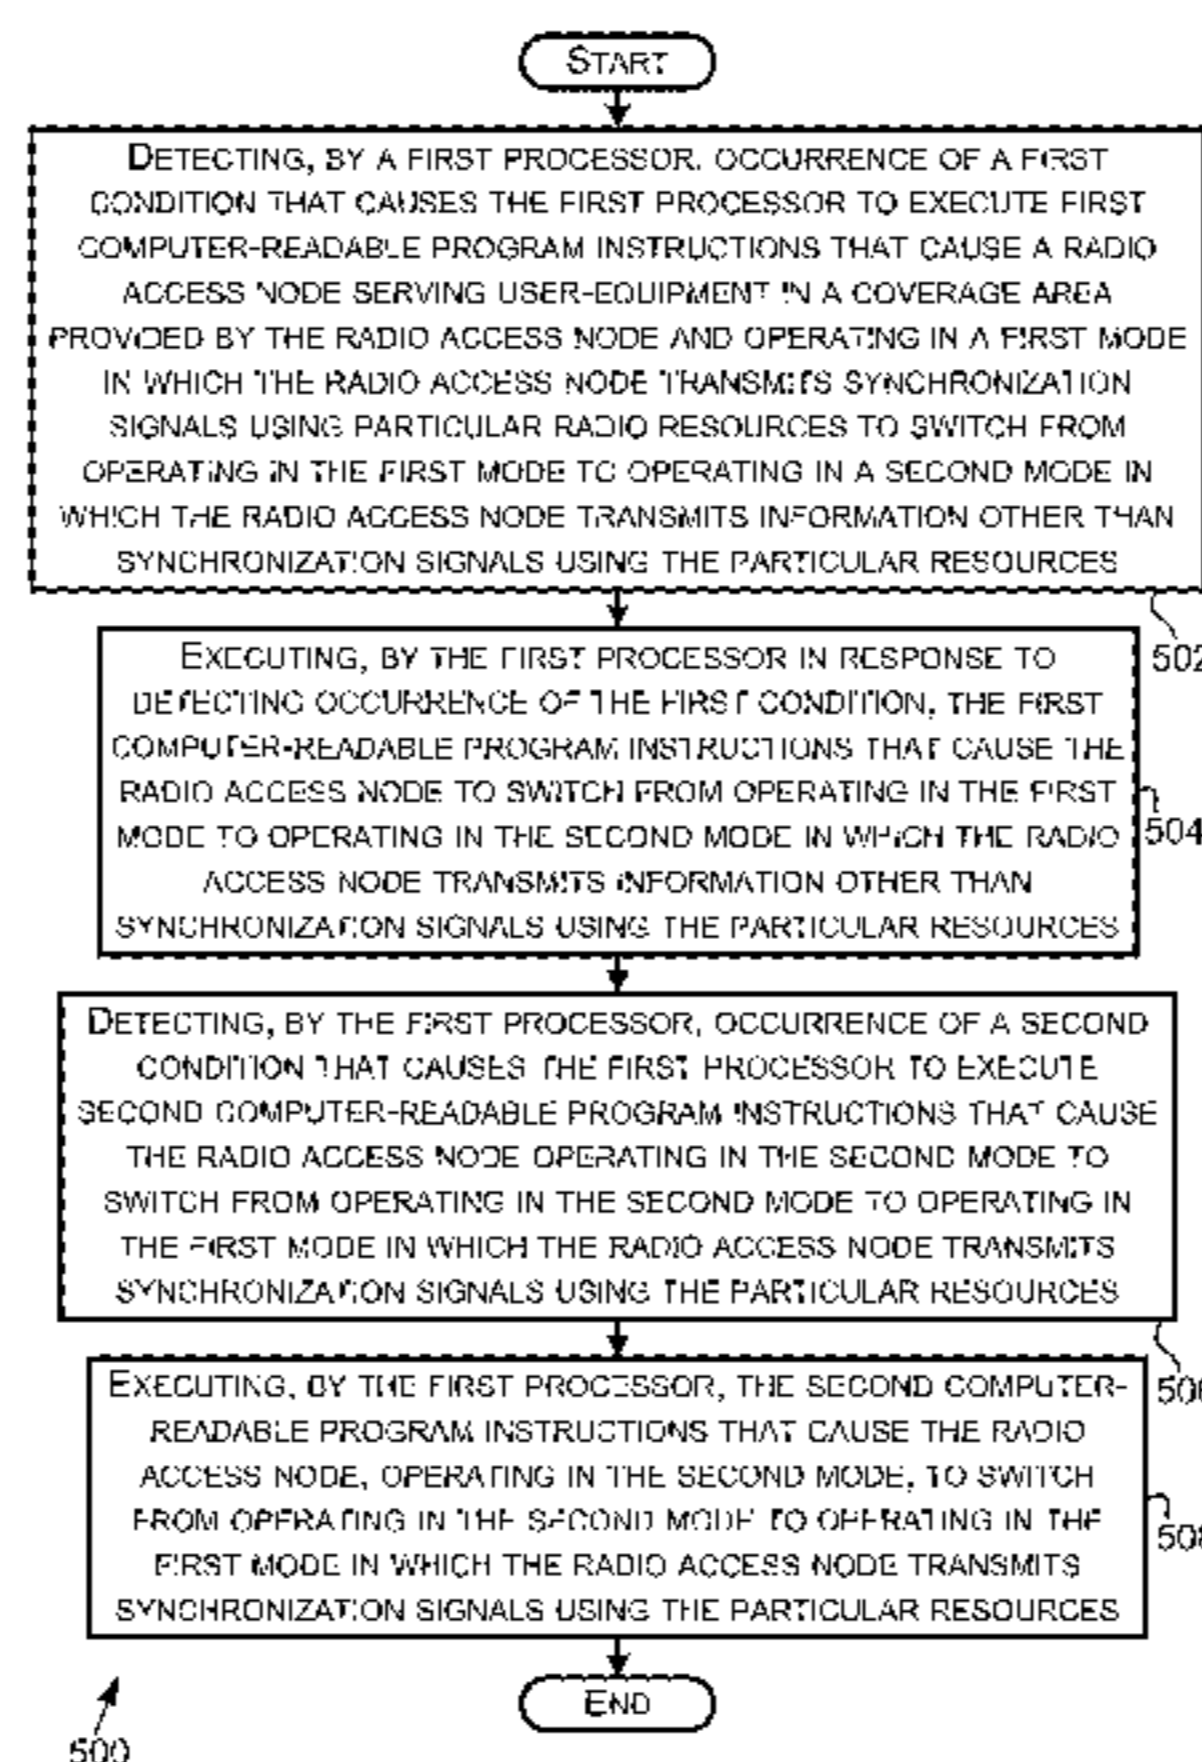 START
DETECTING, BY A FIRST PROCESSOR, OCCURRENCE OF A FIRST
CONDITION THAT CAUSES THE FIRST PROCESSOR TO EXECUTE FIRST
COMPUTER-READABLE PROGRAM INSTRUCTIONS THAT CAUSE A RADIO
ACCESS NODE SERVING USER-EQUIPMENT IN A COVERAGE AREA
PROVIDED BY THE RADIO ACCESS NODE AND OPERATING IN A FIRST MODE
IN WHICH THE RADIO ACCESS NODE TRANSMITS SYNCHRONIZATION
SIGNALS USING PARTICULAR RADIO RESOURCES TO SWITCH FROM
OPERATING IN THE FIRST MODE TO OPERATING IN A SECOND MODE IN
WHICH THE RADIO ACCESS NODE TRANSMITS INFORMATION OTHER THAN
SYNCHRONIZATION SIGNALS USING THE PARTICULAR RESOURCES
502
EXECUTING, BY THE FIRST PROCESSOR IN RESPONSE TO
DETECTING OCCURRENCE OF THE FIRST CONDITION, THE FIRST
COMPUTER-READABLE PROGRAM INSTRUCTIONS THAT CAUSE THE
RADIO ACCESS NODE TO SWITCH FROM OPERATING IN THE FIRST
MODE TO OPERATING IN THE SECOND MODE IN WHICH THE RADIO
ACCESS NODE TRANSMITS INFORMATION OTHER THAN
SYNCHRONIZATION SIGNALS USING THE PARTICULAR RESOURCES
504
DETECTING, BY THE FIRST PROCESSOR, OCCURRENCE OF A SECOND
CONDITION THAT CAUSES THE FIRST PROCESSOR TO EXECUTE
SECOND COMPUTER-READABLE PROGRAM INSTRUCTIONS THAT CAUSE
THE RADIO ACCESS NODE OPERATING IN THE SECOND MODE TO
SWITCH FROM OPERATING IN THE SECOND MODE TO OPERATING IN
THE FIRST MODE IN WHICH THE RADIO ACCESS NODE TRANSMITS
SYNCHRONIZATION SIGNALS USING THE PARTICULAR RESOURCES
506
EXECUTING, BY THE FIRST PROCESSOR, THE SECOND COMPUTER-
READABLE PROGRAM INSTRUCTIONS THAT CAUSE THE RADIO
ACCESS NODE, OPERATING IN THE SECOND MODE, TO SWITCH
FROM OPERATING IN THE SECOND MODE TO OPERATING IN THE
FIRST MODE IN WHICH THE RADIO ACCESS NODE TRANSMITS
SYNCHRONIZATION SIGNALS USING THE PARTICULAR RESOURCES
508
END
500